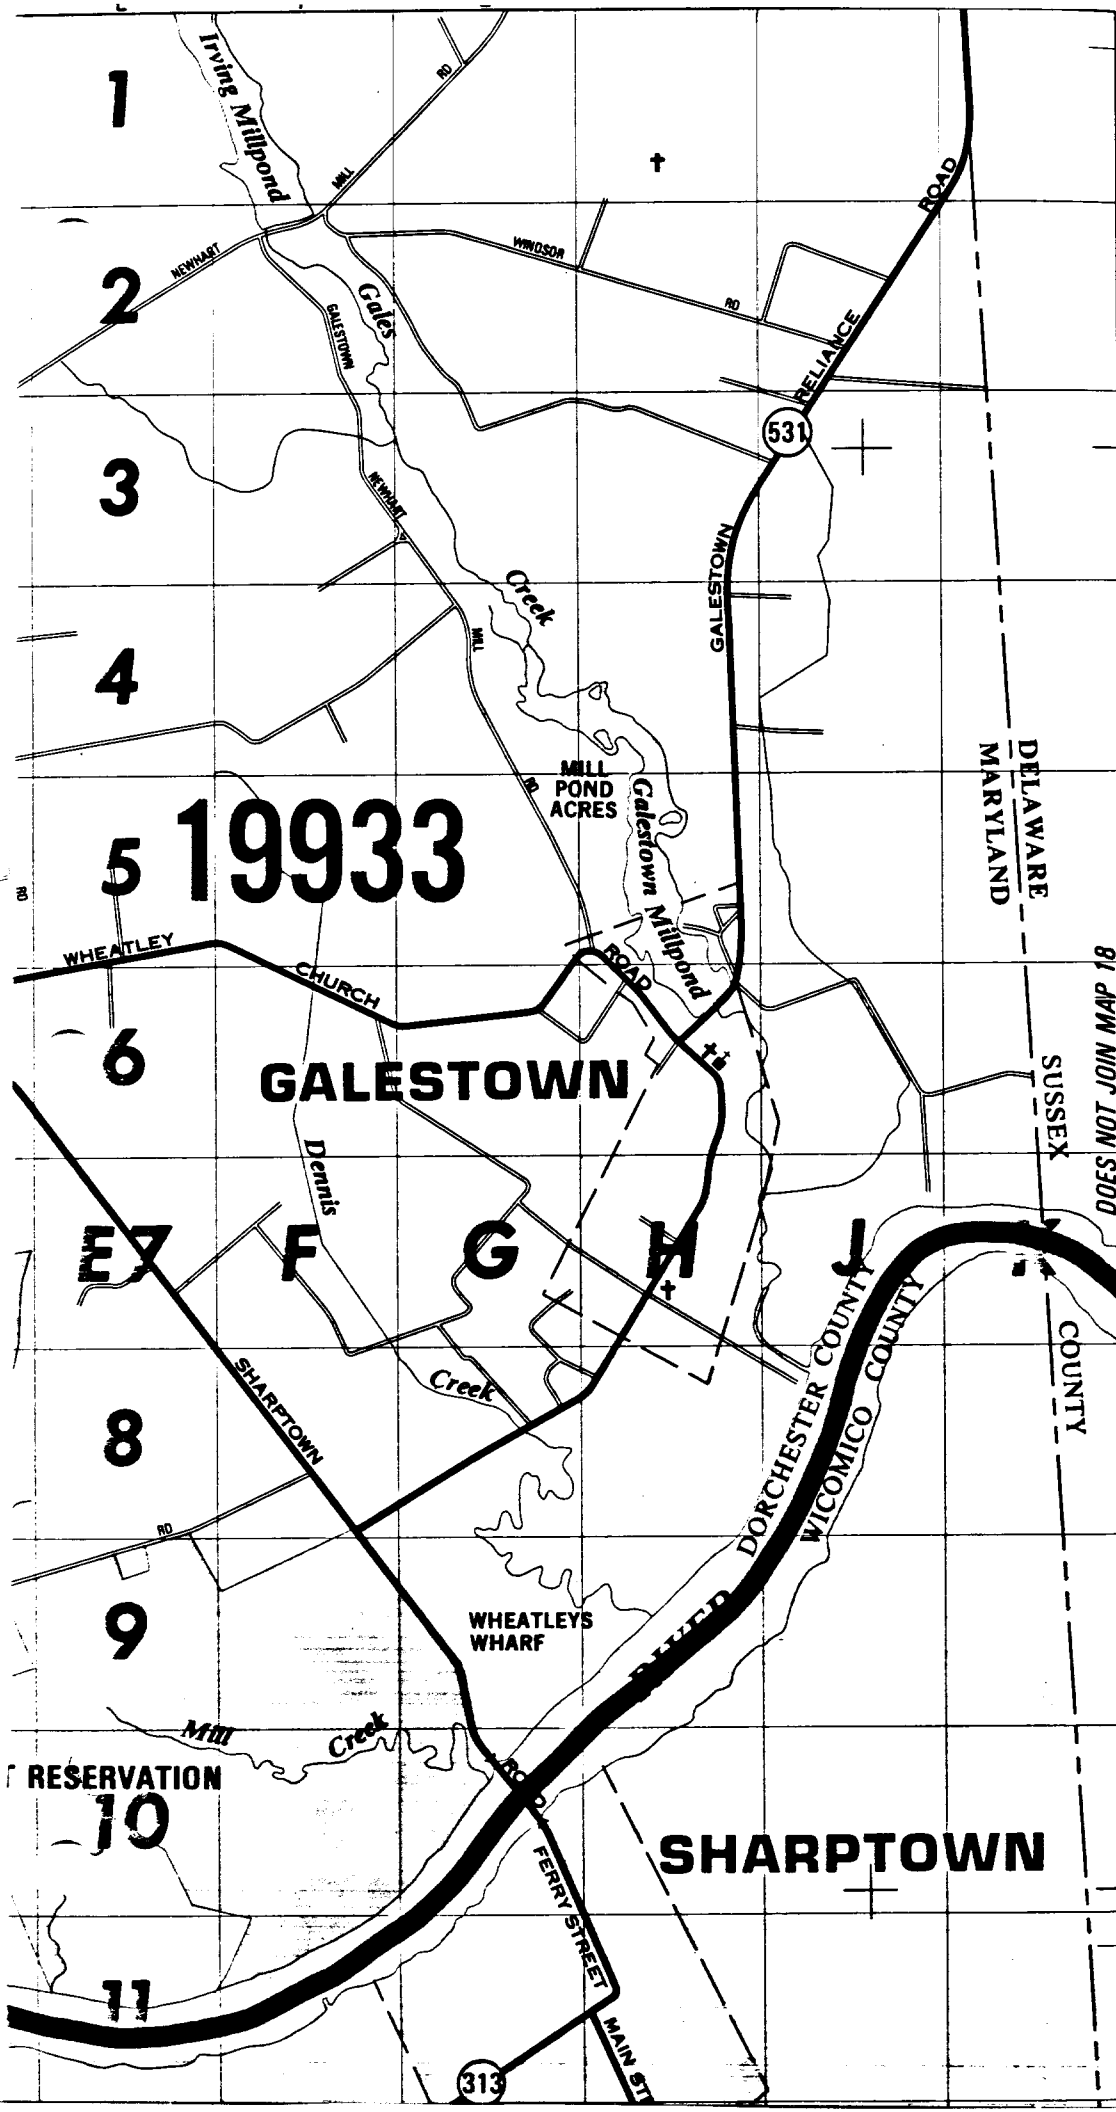 1
Irving Millpond
RD
MILL
ROAD
2
NEWHART
WINDSOR
RD
GALESTOWN
Gales
RELIANCE
531
3
NEWHART
GALESTOWN
Creek
4
MILL
RD
MILL
POND
ACRES
Galestown Millpond
DELAWARE
MARYLAND
19933
5
RD
WHEATLEY
CHURCH
ROAD
6
GALESTOWN
SUSSEX
DOES NOT JOIN MAP 18
Dennis
E
7
F
G
H
J
COUNTY
SHARPTOWN
Creek
DORCHESTER COUNTY
WICOMICO COUNTY
8
RD
9
WHEATLEYS
WHARF
RIVER
Mill Creek
RESERVATION
10
ROAD
SHARPTOWN
FERRY STREET
11
MAIN ST
313